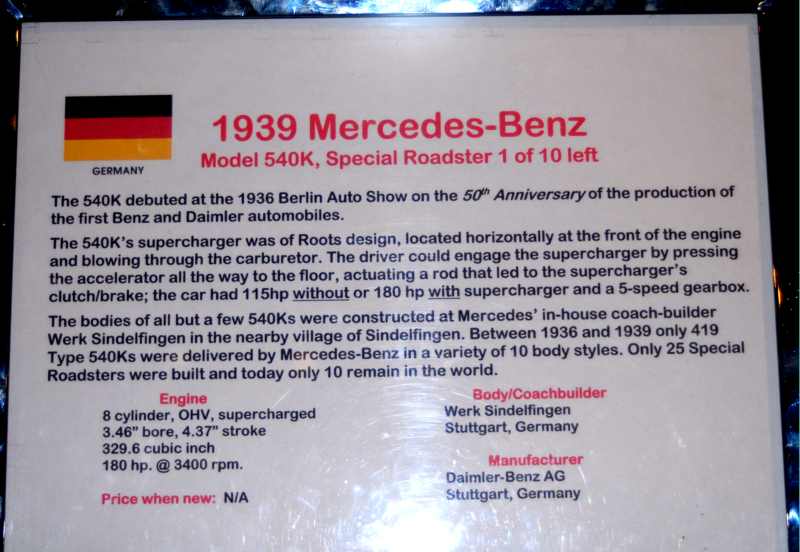 GERMANY
1939 Mercedes-Benz
Model 540K, Special Roadster 1 of 10 left
The 540K debuted at the 1936 Berlin Auto Show on the 50th Anniversary of the production of
the first Benz and Daimler automobiles.
The 540K's supercharger was of Roots design, located horizontally at the front of the engine
and blowing through the carburetor. The driver could engage the supercharger by pressing
the accelerator all the way to the floor, actuating a rod that led to the supercharger's
clutch/brake; the car had 115hp without or 180 hp with supercharger and a 5-speed gearbox.
The bodies of all but a few 540Ks were constructed at Mercedes' in-house coach-builder
Werk Sindelfingen in the nearby village of Sindelfingen. Between 1936 and 1939 only 419
Type 540Ks were delivered by Mercedes-Benz in a variety of 10 body styles. Only 25 Special
Roadsters were built and today only 10 remain in the world.
Engine
8 cylinder, OHV, supercharged
3.46" bore, 4.37" stroke
329.6 cubic inch
180 hp. @ 3400 rpm.
Price when new: N/A
Body/Coachbuilder
Werk Sindelfingen
Stuttgart, Germany
Manufacturer
Daimler-Benz AG
Stuttgart, Germany